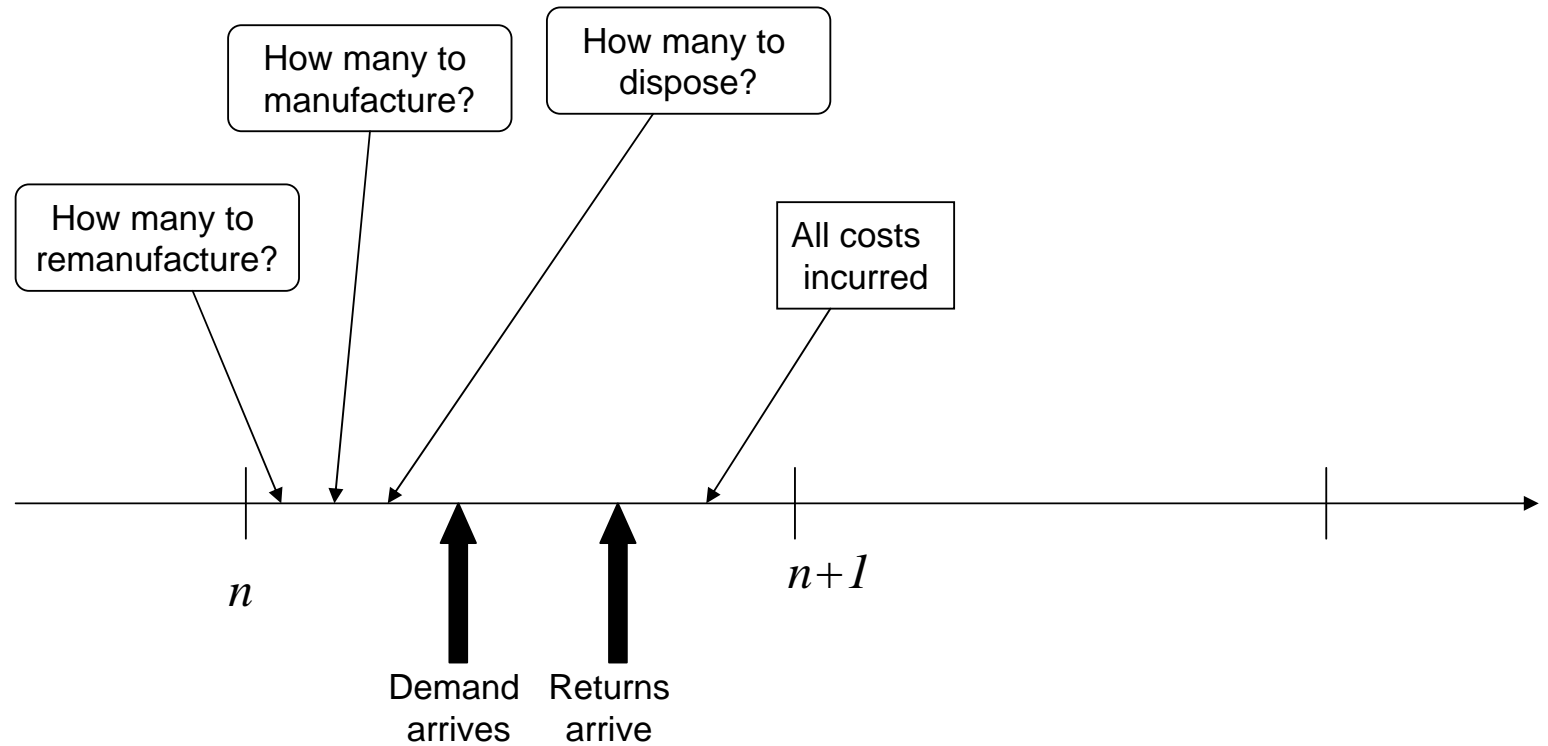 How many to
remanufacture?
How many to
manufacture?
How many to
dispose?
All costs
incurred
n
n+1
Demand
arrives
Returns
arrive